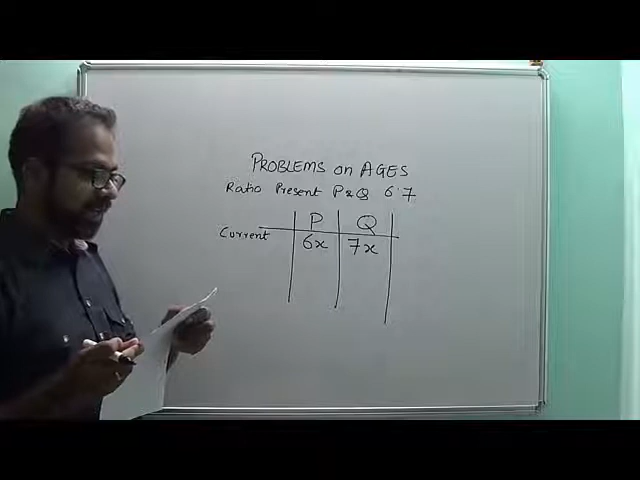 PROBLEMS on AGES
Ratio Present P & Q 6:7
P Q
Current 6x 7x